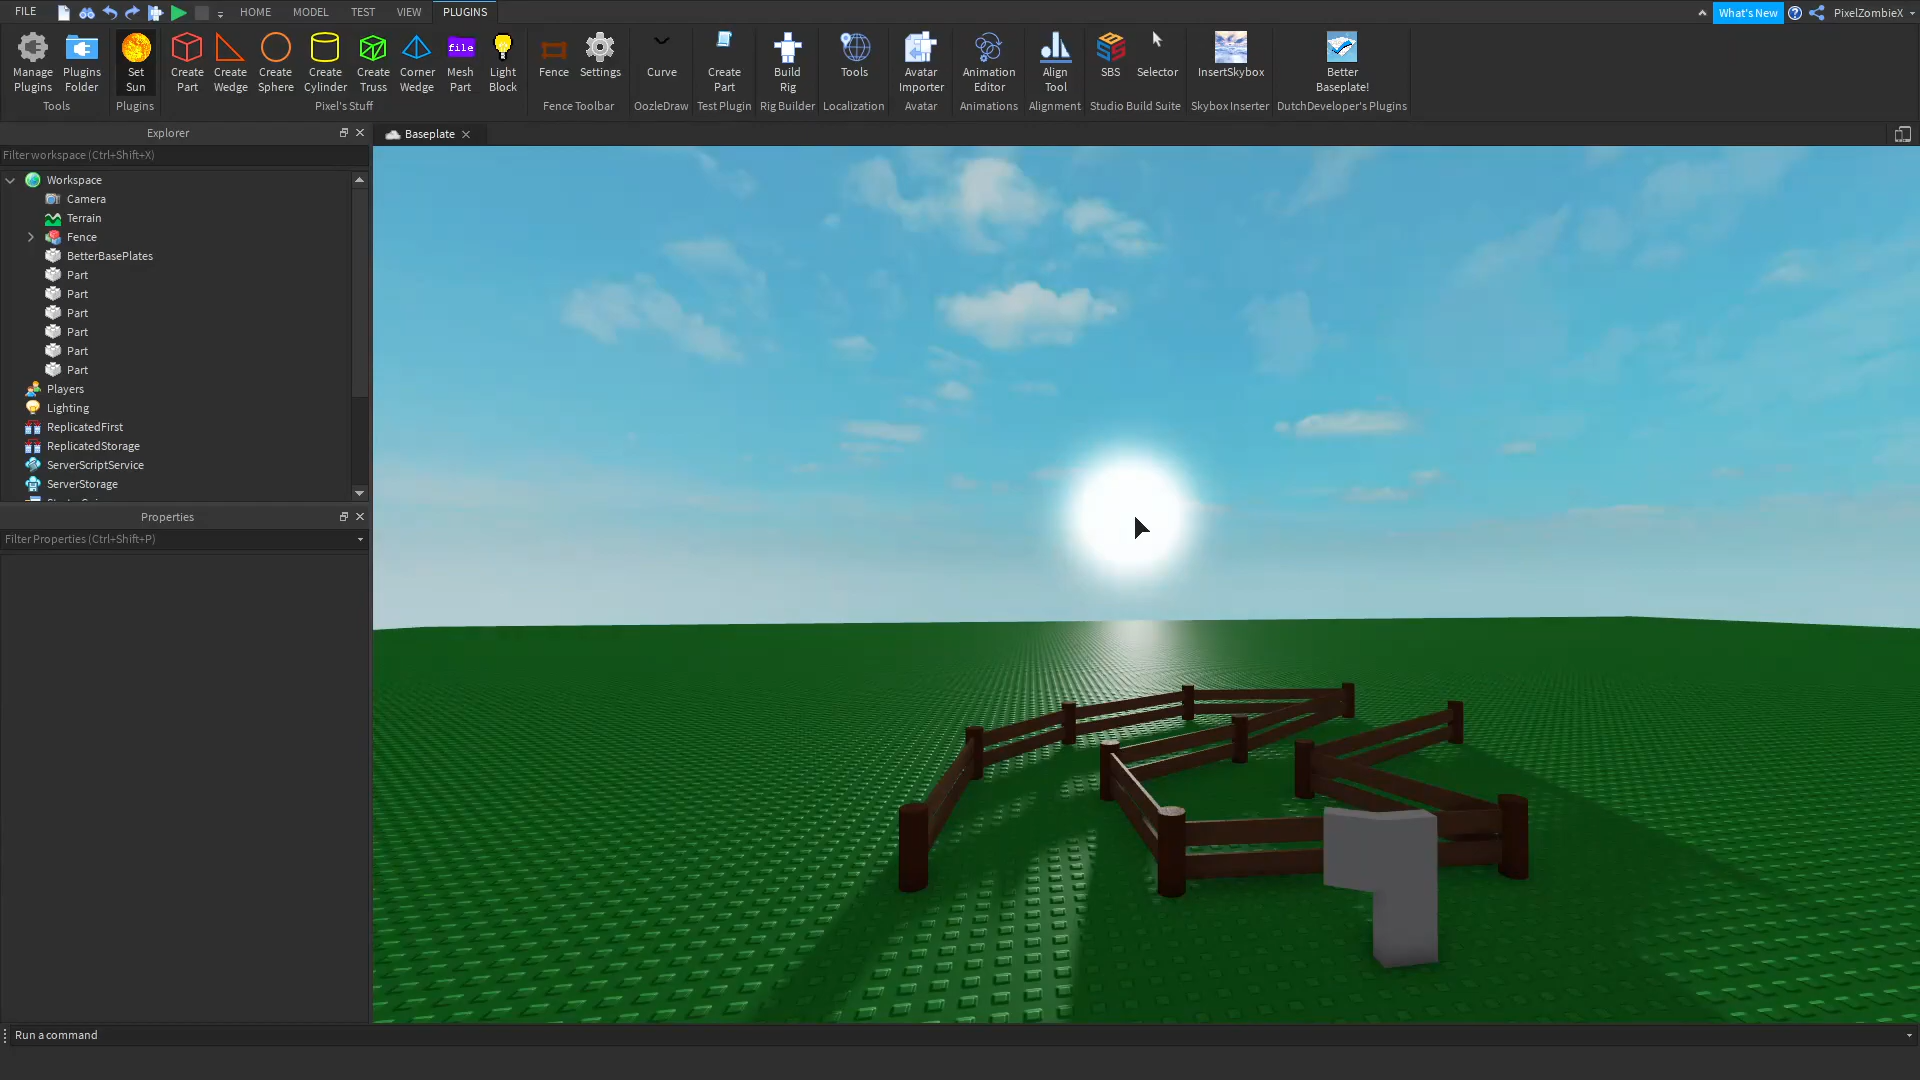 FILE
HOME
MODEL
TEST
VIEW
PLUGINS
What's New
PixelZombieX
Manage
Plugins
Plugins
Folder
Tools
Set
Sun
Plugins
Create
Part
Create
Wedge
Create
Sphere
Create
Cylinder
Create
Truss
Corner
Wedge
file
Mesh
Part
Light
Block
Pixel's Stuff
Fence
Settings
Fence Toolbar
Curve
OozleDraw
Create
Part
Test Plugin
Build
Rig
Rig Builder
Tools
Localization
Avatar
Importer
Avatar
Animation
Editor
Animations
Align
Tool
Alignment
SBS
Selector
Studio Build Suite
InsertSkybox
Skybox Inserter
Better
Baseplate!
DutchDeveloper's Plugins
Explorer
Filter workspace (Ctrl+Shift+X)
Workspace
Camera
Terrain
Fence
BetterBasePlates
Part
Part
Part
Part
Part
Part
Players
Lighting
ReplicatedFirst
ReplicatedStorage
ServerScriptService
ServerStorage
Properties
Filter Properties (Ctrl+Shift+P)
Baseplate
Run a command